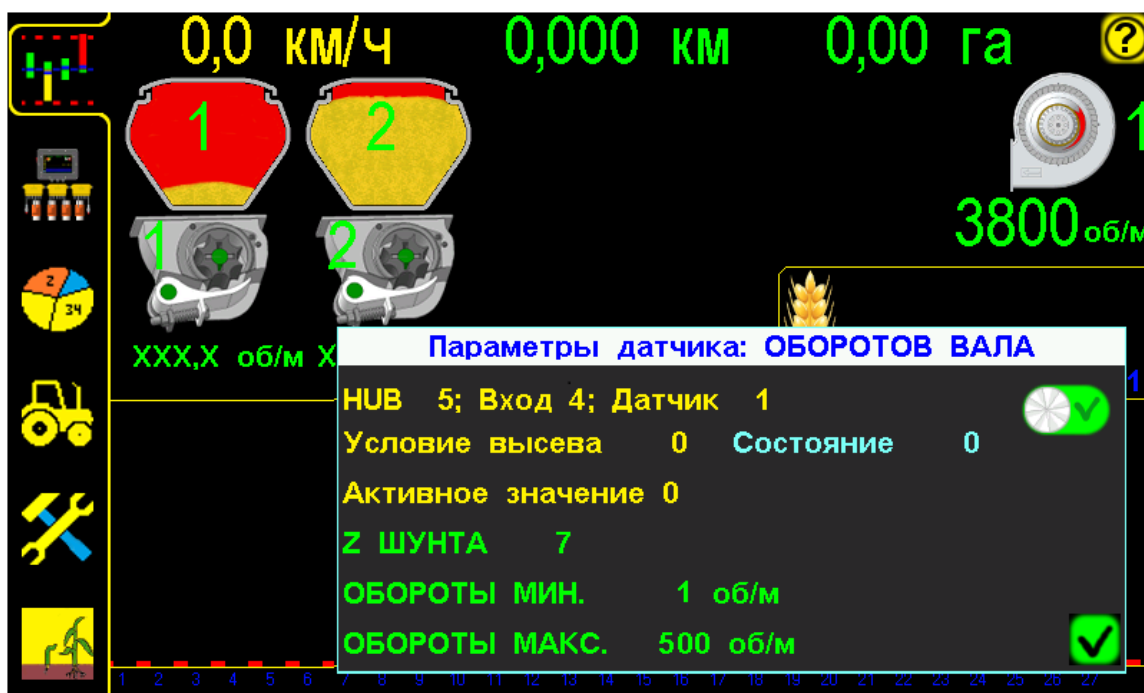 0,0 км/ч 0,000 км 0,00 га ?
1 2 1
3800 об/м
1 2
2 34
XXX,X об/м X
Параметры датчика: ОБОРОТОВ ВАЛА
1
HUB 5; Вход 4; Датчик 1
Условие высева 0 Состояние 0
Активное значение 0
Z ШУНТА 7
ОБОРОТЫ МИН. 1 об/м
ОБОРОТЫ МАКС. 500 об/м
1 2 3 4 5 6 7 8 9 10 11 12 13 14 15 16 17 18 19 20 21 22 23 24 25 26 27